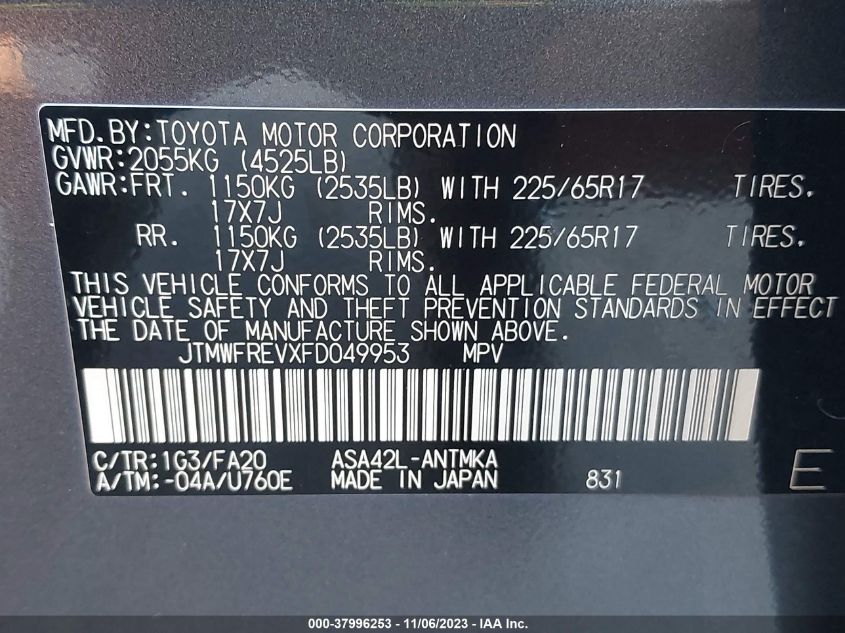 MFD.BY:TOYOTA MOTOR CORPORATION
GVWR:2055KG (4525LB)
GAWR:FRT. 1150KG (2535LB) WITH 225/65R17 TIRES.
17X7J RIMS.
RR. 1150KG (2535LB) WITH 225/65R17 TIRES.
17X7J RIMS.
THIS VEHICLE CONFORMS TO ALL APPLICABLE FEDERAL MOTOR
VEHICLE SAFETY AND THEFT PREVENTION STANDARDS IN EFFECT
THE DATE OF MANUFACTURE SHOWN ABOVE.
JTMWFREVXFD049953 MPV
C/TR:1G3/FA20 ASA42L-ANTMKA
A/TM:-04A/U760E MADE IN JAPAN 831 E
000-37996253 - 11/06/2023 - IAA Inc.